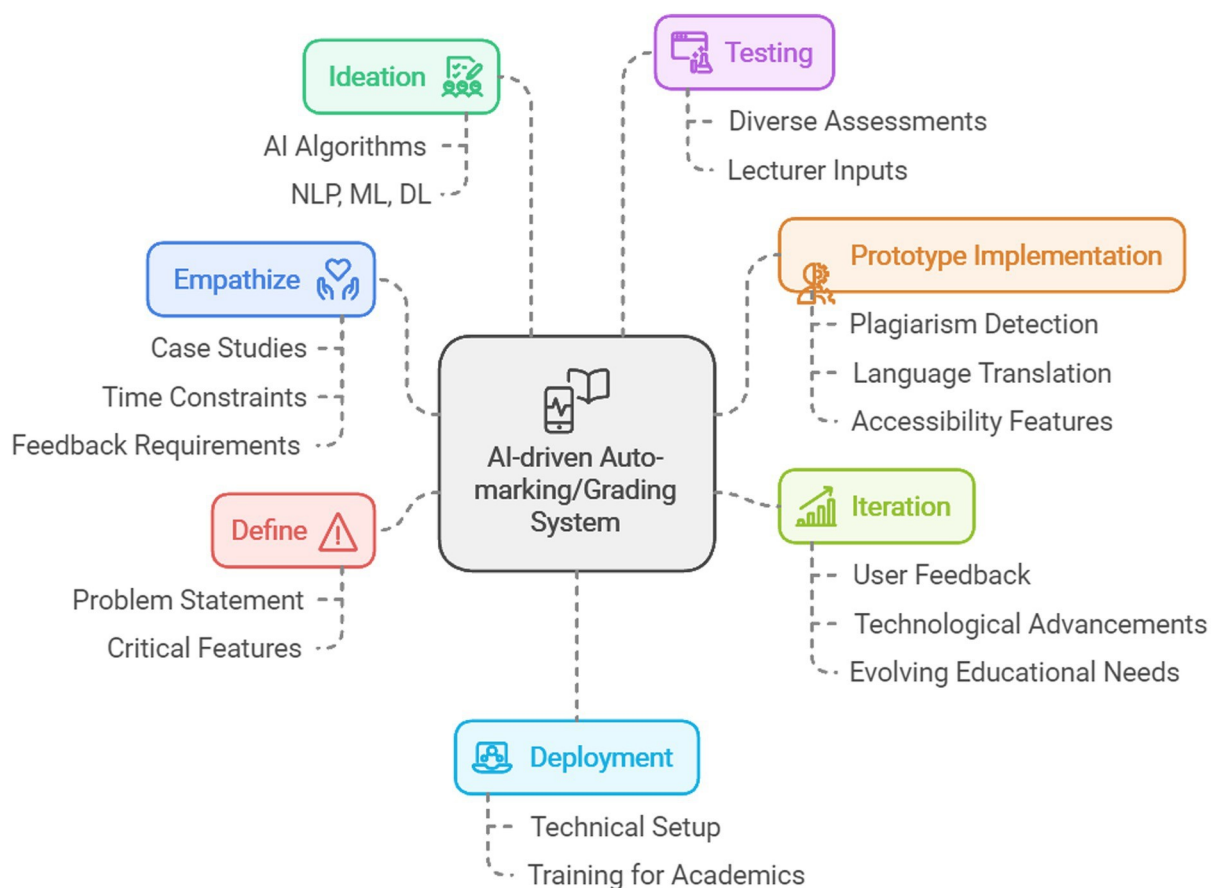 Ideation
AI Algorithms
NLP, ML, DL
Testing
Diverse Assessments
Lecturer Inputs
Empathize
Case Studies
Time Constraints
Feedback Requirements
Prototype Implementation
Plagiarism Detection
Language Translation
Accessibility Features
AI-driven Auto-
marking/Grading
System
Define
Problem Statement
Critical Features
Iteration
User Feedback
Technological Advancements
Evolving Educational Needs
Deployment
Technical Setup
Training for Academics